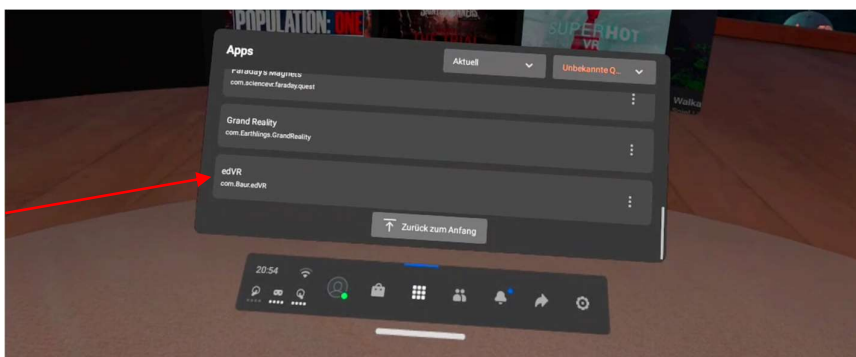 POPULATION: ONE
SUPERHOT
VR
Apps
Aktuell
Unbekannte Q...
Faradays Magnets
com.sciencevr.faraday.quest
Walka
Grand Reality
com.Earthlings.GrandReality
edVR
com.Baur.edVR
Zurück zum Anfang
20:54